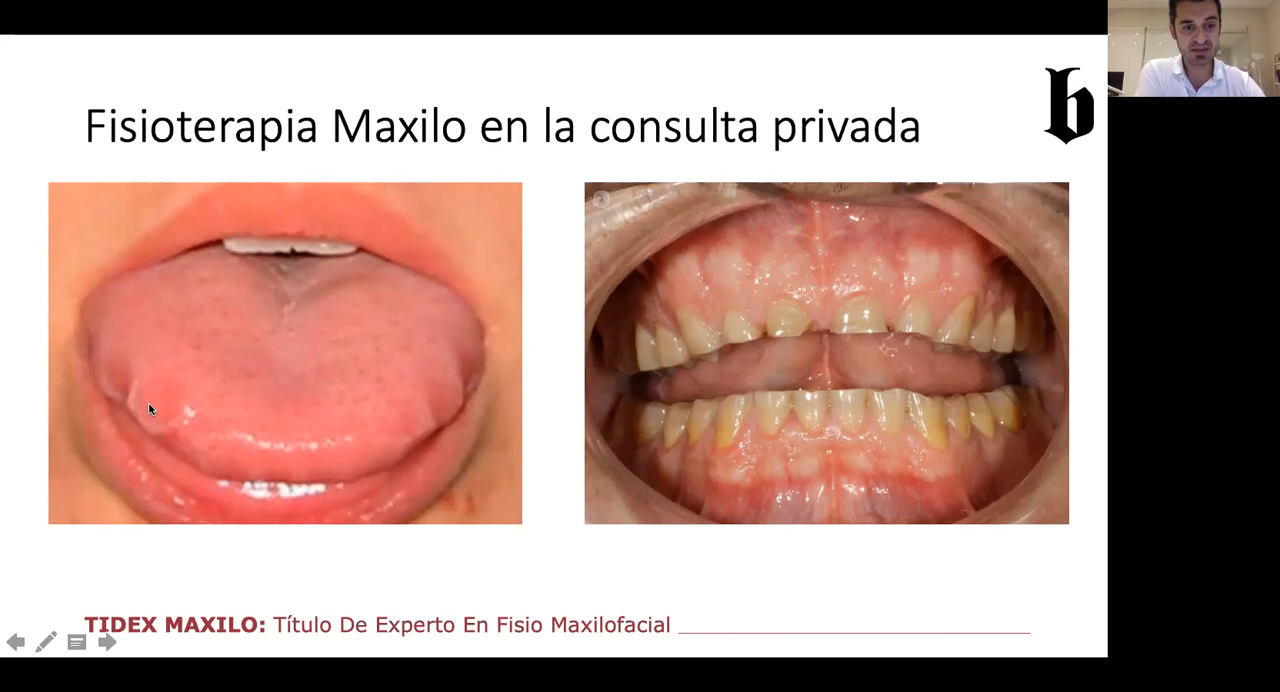 Fisioterapia Maxilo en la consulta privada
b
TIDEX MAXILO: Título De Experto En Fisio Maxilofacial